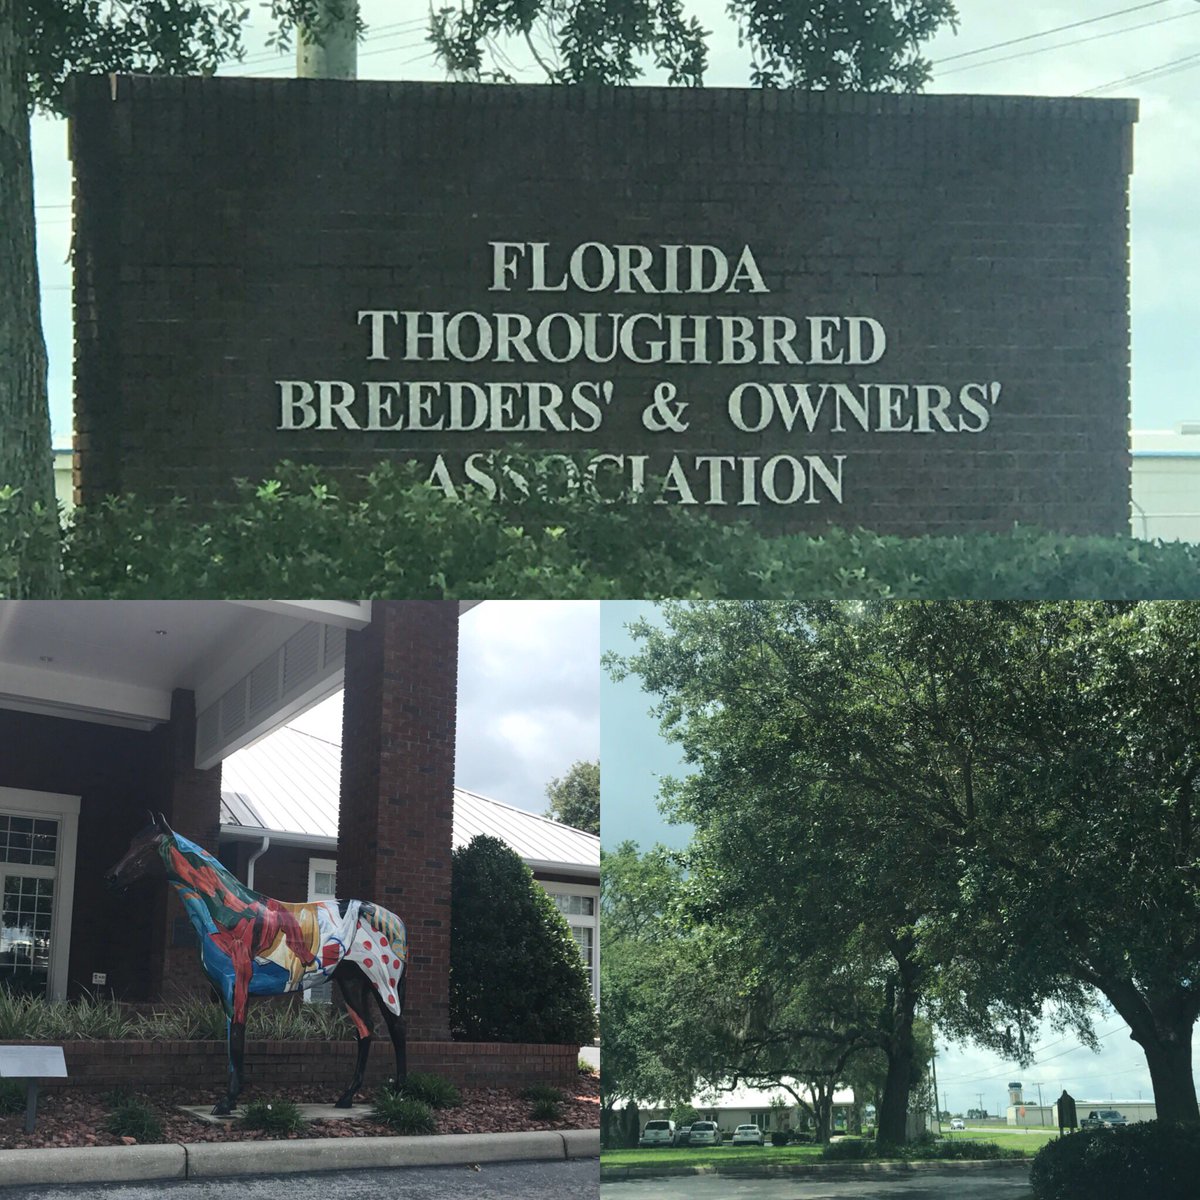 FLORIDA
THOROUGHBRED
BREEDERS' & OWNERS'
ASSOCIATION